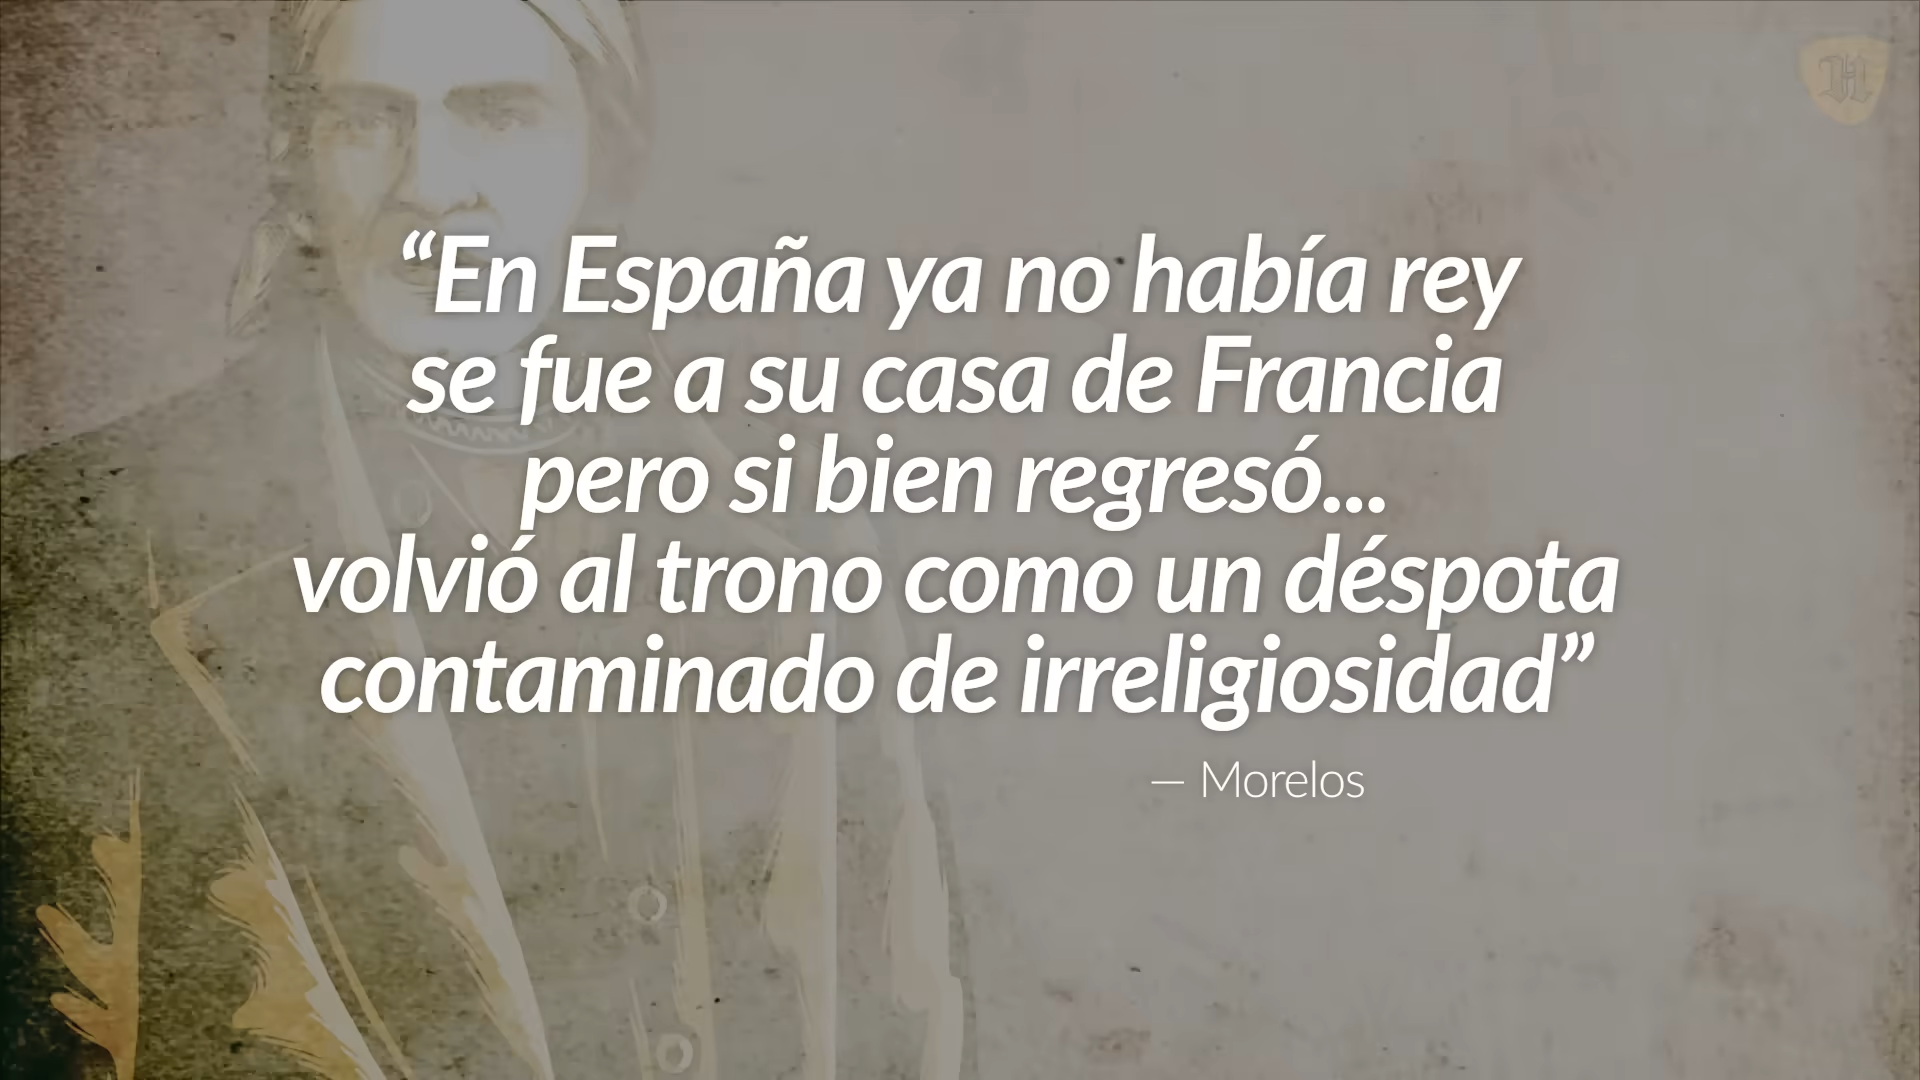 “En España ya no había rey
se fue a su casa de Francia
pero si bien regresó...
volvió al trono como un déspota
contaminado de irreligiosidad”
— Morelos
H